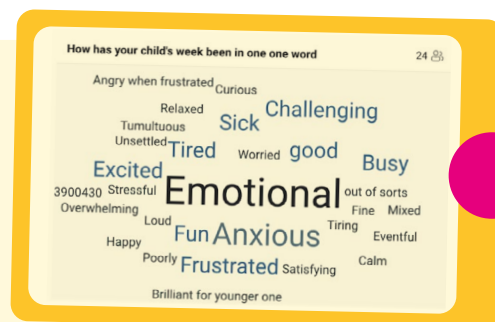 How has your child's week been in one one word
24
Angry when frustrated Curious
Relaxed Challenging
Tumultuous Sick
Unsettled Tired Worried good Busy
Excited
3900430 Stressful Emotional out of sorts
Overwhelming Fine Mixed
Loud Fun Anxious Tiring Eventful
Happy
Poorly Frustrated Satisfying Calm
Brilliant for younger one